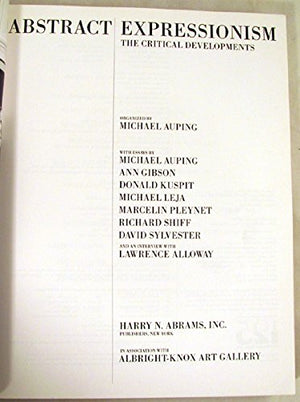 ABSTRACT EXPRESSIONISM
THE CRITICAL DEVELOPMENTS
ORGANIZED BY
MICHAEL AUPING
WITH ESSAYS BY
MICHAEL AUPING
ANN GIBSON
DONALD KUSPIT
MICHAEL LEJA
MARCELIN PLEYNET
RICHARD SHIFF
DAVID SYLVESTER
AND AN INTERVIEW WITH
LAWRENCE ALLOWAY
HARRY N. ABRAMS, INC.
PUBLISHERS, NEW YORK
IN ASSOCIATION WITH
ALBRIGHT-KNOX ART GALLERY